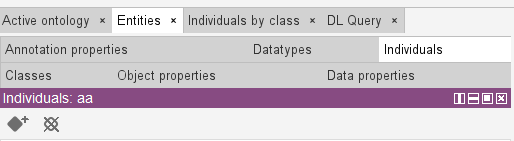 Active ontology × Entities × Individuals by class × DL Query ×
Annotation properties Datatypes Individuals
Classes Object properties Data properties
Individuals: aa